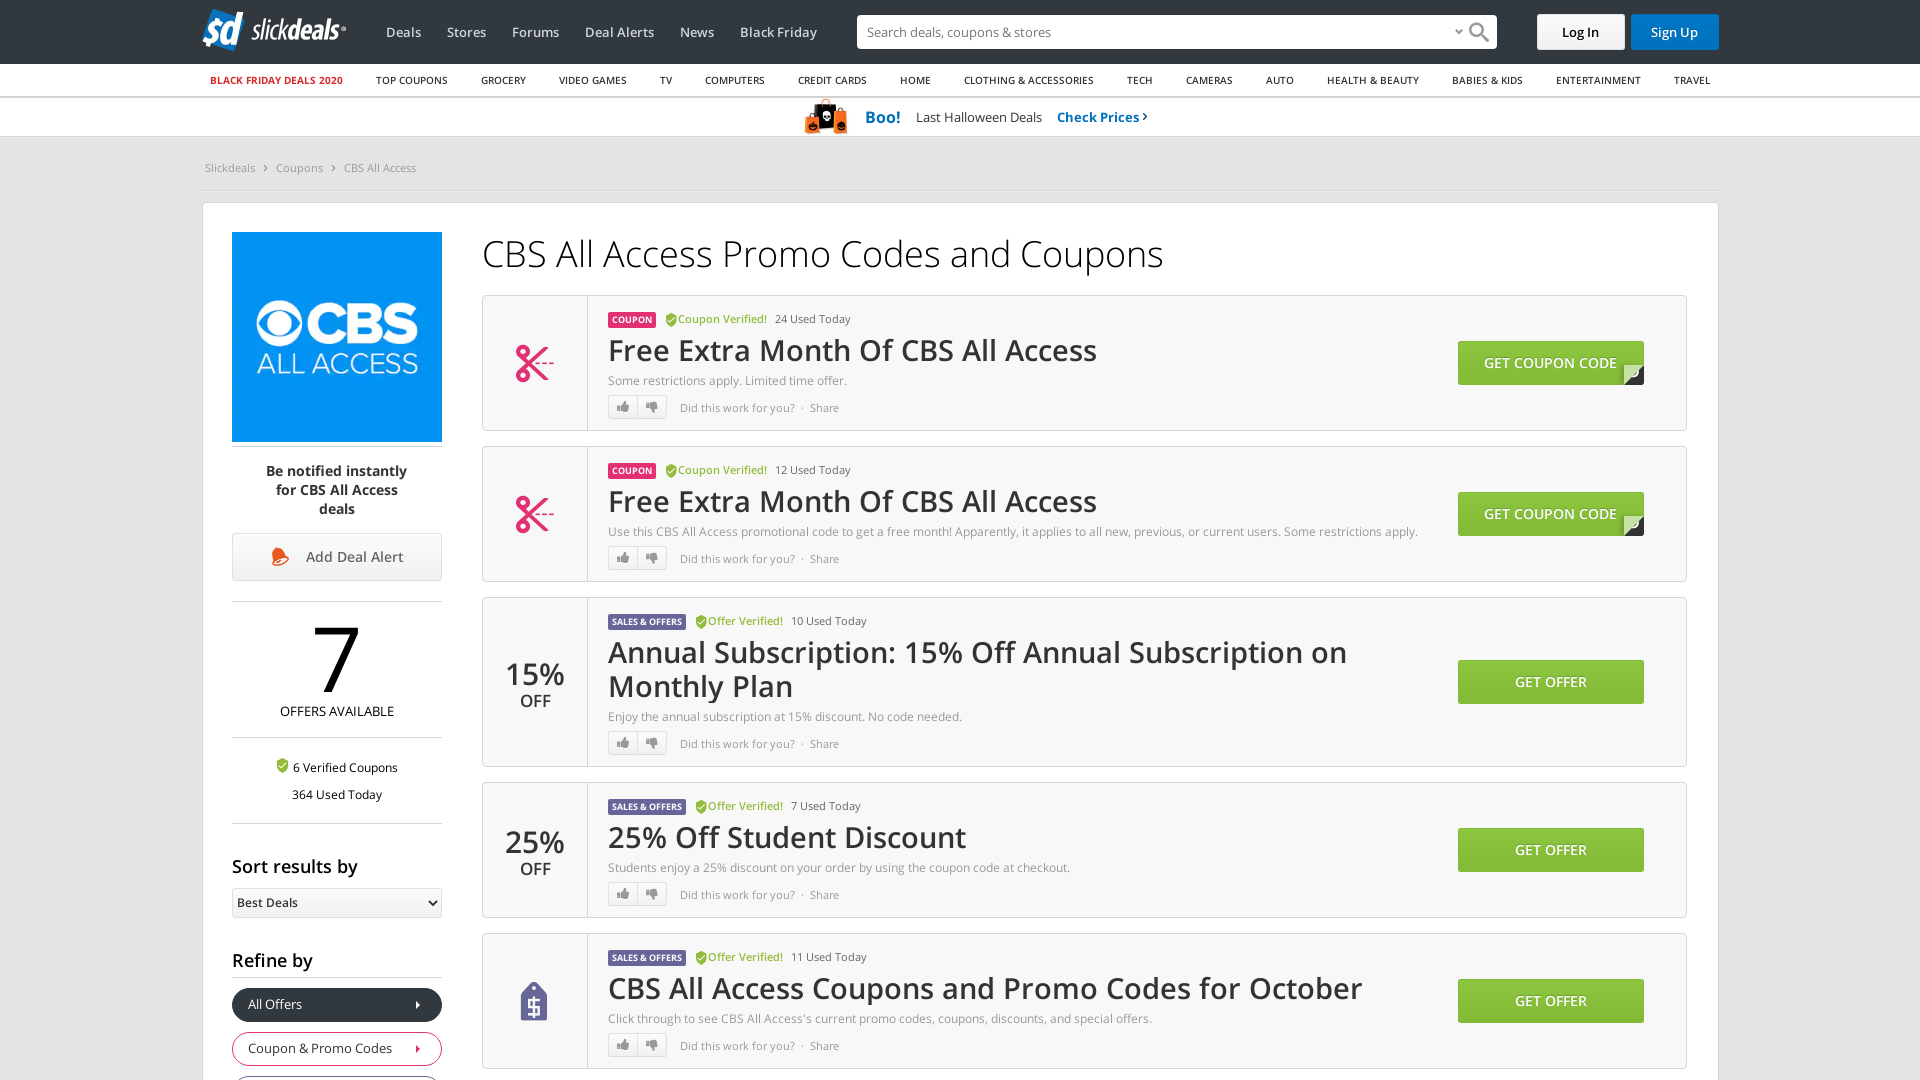 slickdeals
Deals
Stores
Forums
Deal Alerts
News
Black Friday
Search deals, coupons & stores
Log In
Sign Up
BLACK FRIDAY DEALS 2020
TOP COUPONS
GROCERY
VIDEO GAMES
TV
COMPUTERS
CREDIT CARDS
HOME
CLOTHING & ACCESSORIES
TECH
CAMERAS
AUTO
HEALTH & BEAUTY
BABIES & KIDS
ENTERTAINMENT
TRAVEL
Boo! Last Halloween Deals Check Prices
Slickdeals > Coupons > CBS All Access
CBS
ALL ACCESS
Be notified instantly
for CBS All Access
deals
Add Deal Alert
7
OFFERS AVAILABLE
6 Verified Coupons
364 Used Today
Sort results by
Best Deals
Refine by
All Offers
Coupon & Promo Codes
CBS All Access Promo Codes and Coupons
COUPON Coupon Verified! 24 Used Today
Free Extra Month Of CBS All Access
Some restrictions apply. Limited time offer.
Did this work for you? · Share
GET COUPON CODE
COUPON Coupon Verified! 12 Used Today
Free Extra Month Of CBS All Access
Use this CBS All Access promotional code to get a free month! Apparently, it applies to all new, previous, or current users. Some restrictions apply.
Did this work for you? · Share
GET COUPON CODE
15%
OFF
SALES & OFFERS Offer Verified! 10 Used Today
Annual Subscription: 15% Off Annual Subscription on
Monthly Plan
Enjoy the annual subscription at 15% discount. No code needed.
Did this work for you? · Share
GET OFFER
25%
OFF
SALES & OFFERS Offer Verified! 7 Used Today
25% Off Student Discount
Students enjoy a 25% discount on your order by using the coupon code at checkout.
Did this work for you? · Share
GET OFFER
SALES & OFFERS Offer Verified! 11 Used Today
CBS All Access Coupons and Promo Codes for October
Click through to see CBS All Access's current promo codes, coupons, discounts, and special offers.
Did this work for you? · Share
GET OFFER